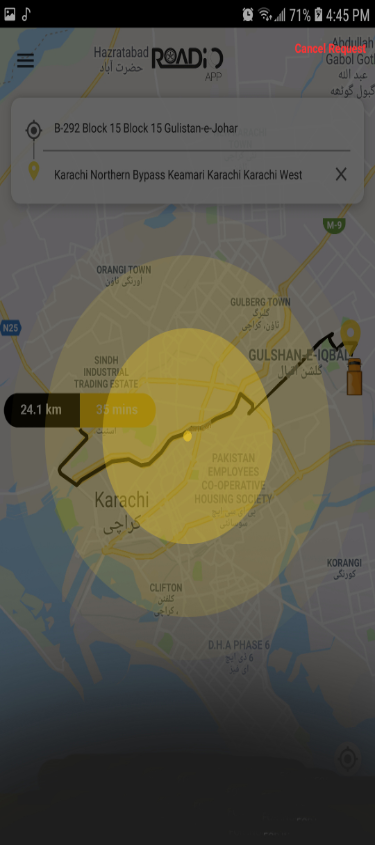 71% 4:45 PM
Cancel Request
Hazratabad
حضرت آباد
ROADiO
APP
Abdullah
Gabol Goth
عبد الله
گبول گوٹھ
B-292 Block 15 Block 15 Gulistan-e-Johar
Karachi Northern Bypass Keamari Karachi Karachi West
M-9
ORANGI TOWN
اورنگی ٹاؤن
GULBERG TOWN
گلبرگ
ٹاؤن، کراچی
N25
GULSHAN-E-IQBAL
گلشن اقبال
SINDH
INDUSTRIAL
TRADING ESTATE
24.1 km
35 mins
PAKISTAN
EMPLOYEES
CO-OPERATIVE
HOUSING SOCIETY
Karachi
کراچی
KORANGI
کورنگی
CLIFTON
کلفٹن
، کراچی
D.H.A PHASE 6